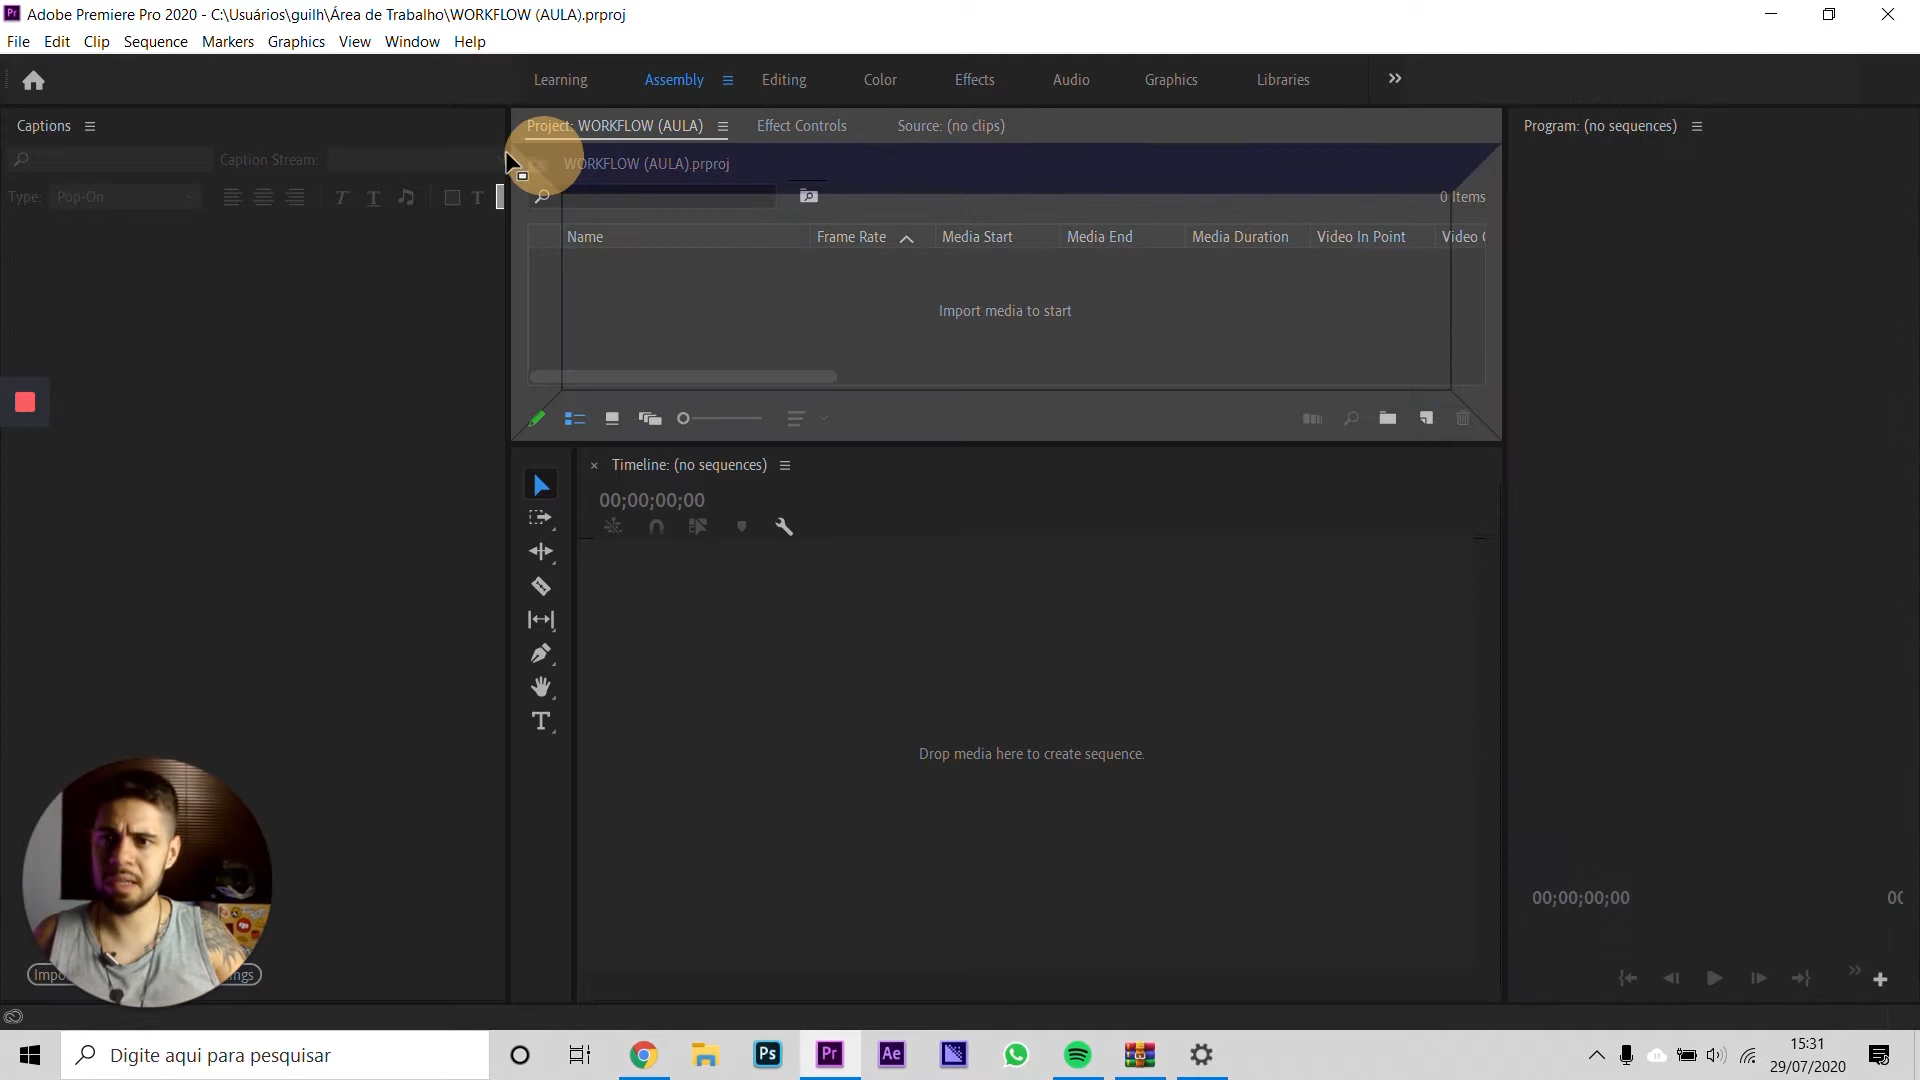 Adobe Premiere Pro 2020 - C:\Usuários\guilh\Área de Trabalho\WORKFLOW (AULA).prproj
File Edit Clip Sequence Markers Graphics View Window Help
Learning Assembly Editing Color Effects Audio Graphics Libraries
Captions
Project: WORKFLOW (AULA) Effect Controls Source: (no clips)
Program: (no sequences)
Caption Stream:
WORKFLOW (AULA).prproj
Type: Pop-On
0 Items
Name Frame Rate Media Start Media End Media Duration Video In Point Video
Import media to start
Timeline: (no sequences)
00;00;00;00
Drop media here to create sequence.
00;00;00;00
Digite aqui para pesquisar
Ps Pr Ae
15:31
29/07/2020